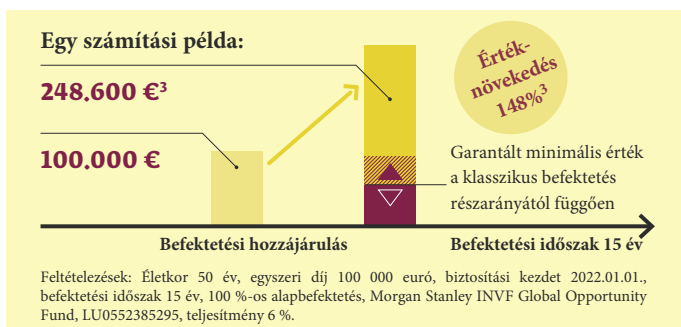 Egy számítási példa:
248.600 €³
100.000 €
Érték-
növekedés
148%³
Garantált minimális érték
a klasszikus befektetés
részarányától függően
Befektetési hozzájárulás
Befektetési időszak 15 év
Feltételezések: Életkor 50 év, egyszeri díj 100 000 euró, biztosítási kezdet 2022.01.01.,
befektetési időszak 15 év, 100 %-os alapbefektetés, Morgan Stanley INVF Global Opportunity
Fund, LU0552385295, teljesítmény 6 %.